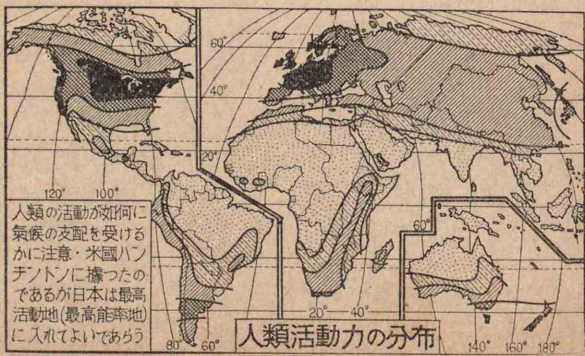 60°
40°
20°
120°
100°
60°
人類の活動が如何に
氣候の支配を受ける
かに注意・米國ハン
チントンに據つたの
であるが日本は最高
活動地(最高能率地)
に入れてよいであらう
80°
60°
20°
40°
140°
160°
180°
人類活動力の分布